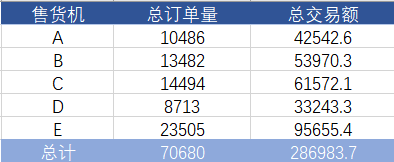 售货机 总订单量 总交易额
A 10486 42542.6
B 13482 53970.3
C 14494 61572.1
D 8713 33243.3
E 23505 95655.4
总计 70680 286983.7